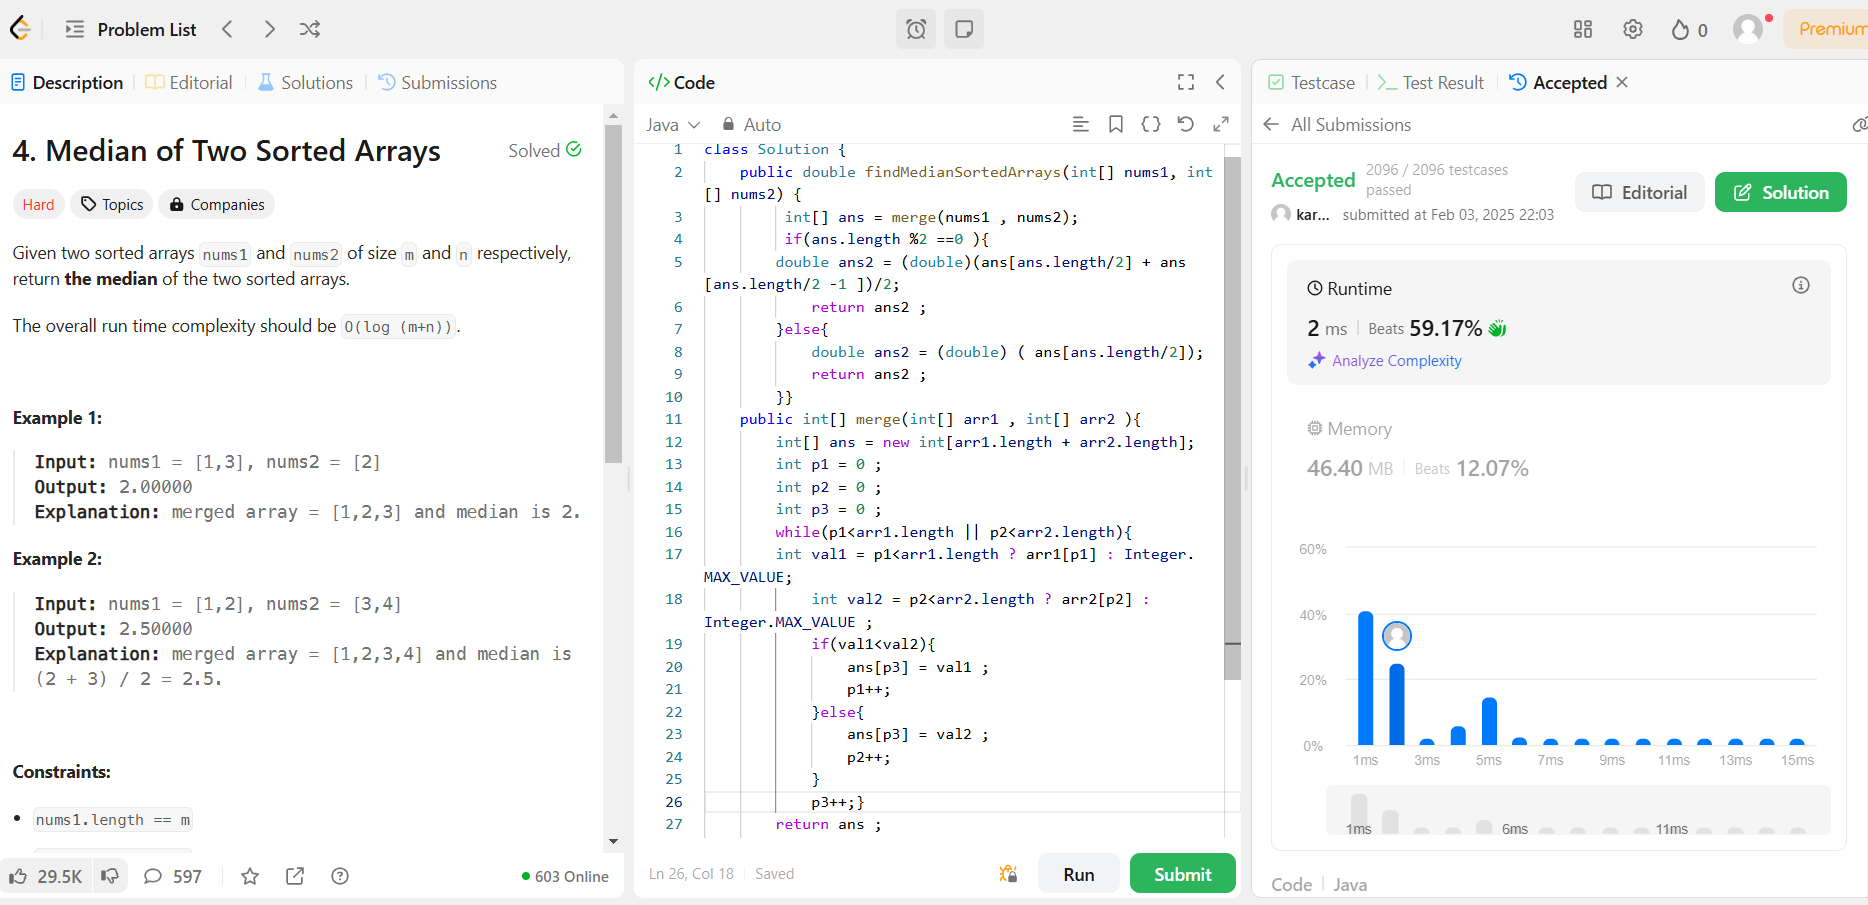 Problem List
0
Premium
Description
Editorial
Solutions
Submissions
4. Median of Two Sorted Arrays
Solved
Hard
Topics
Companies
Given two sorted arrays nums1 and nums2 of size m and n respectively,
return the median of the two sorted arrays.
The overall run time complexity should be O(log (m+n)).
Example 1:
Input: nums1 = [1,3], nums2 = [2]
Output: 2.00000
Explanation: merged array = [1,2,3] and median is 2.
Example 2:
Input: nums1 = [1,2], nums2 = [3,4]
Output: 2.50000
Explanation: merged array = [1,2,3,4] and median is
(2 + 3) / 2 = 2.5.
Constraints:
• nums1.length == m
29.5K
597
603 Online
</> Code
Java
Auto
1 class Solution {
2 public double findMedianSortedArrays(int[] nums1, int
[] nums2) {
3 int[] ans = merge(nums1 , nums2);
4 if(ans.length %2 ==0 ){
5 double ans2 = (double)(ans[ans.length/2] + ans
[ans.length/2 -1 ])/2;
6 return ans2 ;
7 }else{
8 double ans2 = (double) ( ans[ans.length/2]);
9 return ans2 ;
10 }}
11 public int[] merge(int[] arr1 , int[] arr2 ){
12 int[] ans = new int[arr1.length + arr2.length];
13 int p1 = 0 ;
14 int p2 = 0 ;
15 int p3 = 0 ;
16 while(p1<arr1.length || p2<arr2.length){
17 int val1 = p1<arr1.length ? arr1[p1] : Integer.
MAX_VALUE;
18 int val2 = p2<arr2.length ? arr2[p2] :
Integer.MAX_VALUE ;
19 if(val1<val2){
20 ans[p3] = val1 ;
21 p1++;
22 }else{
23 ans[p3] = val2 ;
24 p2++;
25 }
26 p3++;}
27 return ans ;
Ln 26, Col 18
Saved
Run
Submit
Testcase
Test Result
Accepted
All Submissions
Accepted
2096 / 2096 testcases
passed
kar...
submitted at Feb 03, 2025 22:03
Editorial
Solution
Runtime
2 ms
Beats 59.17%
Analyze Complexity
Memory
46.40 MB
Beats 12.07%
60%
40%
20%
0%
1ms 3ms 5ms 7ms 9ms 11ms 13ms 15ms
1ms 6ms 11ms
Code
Java